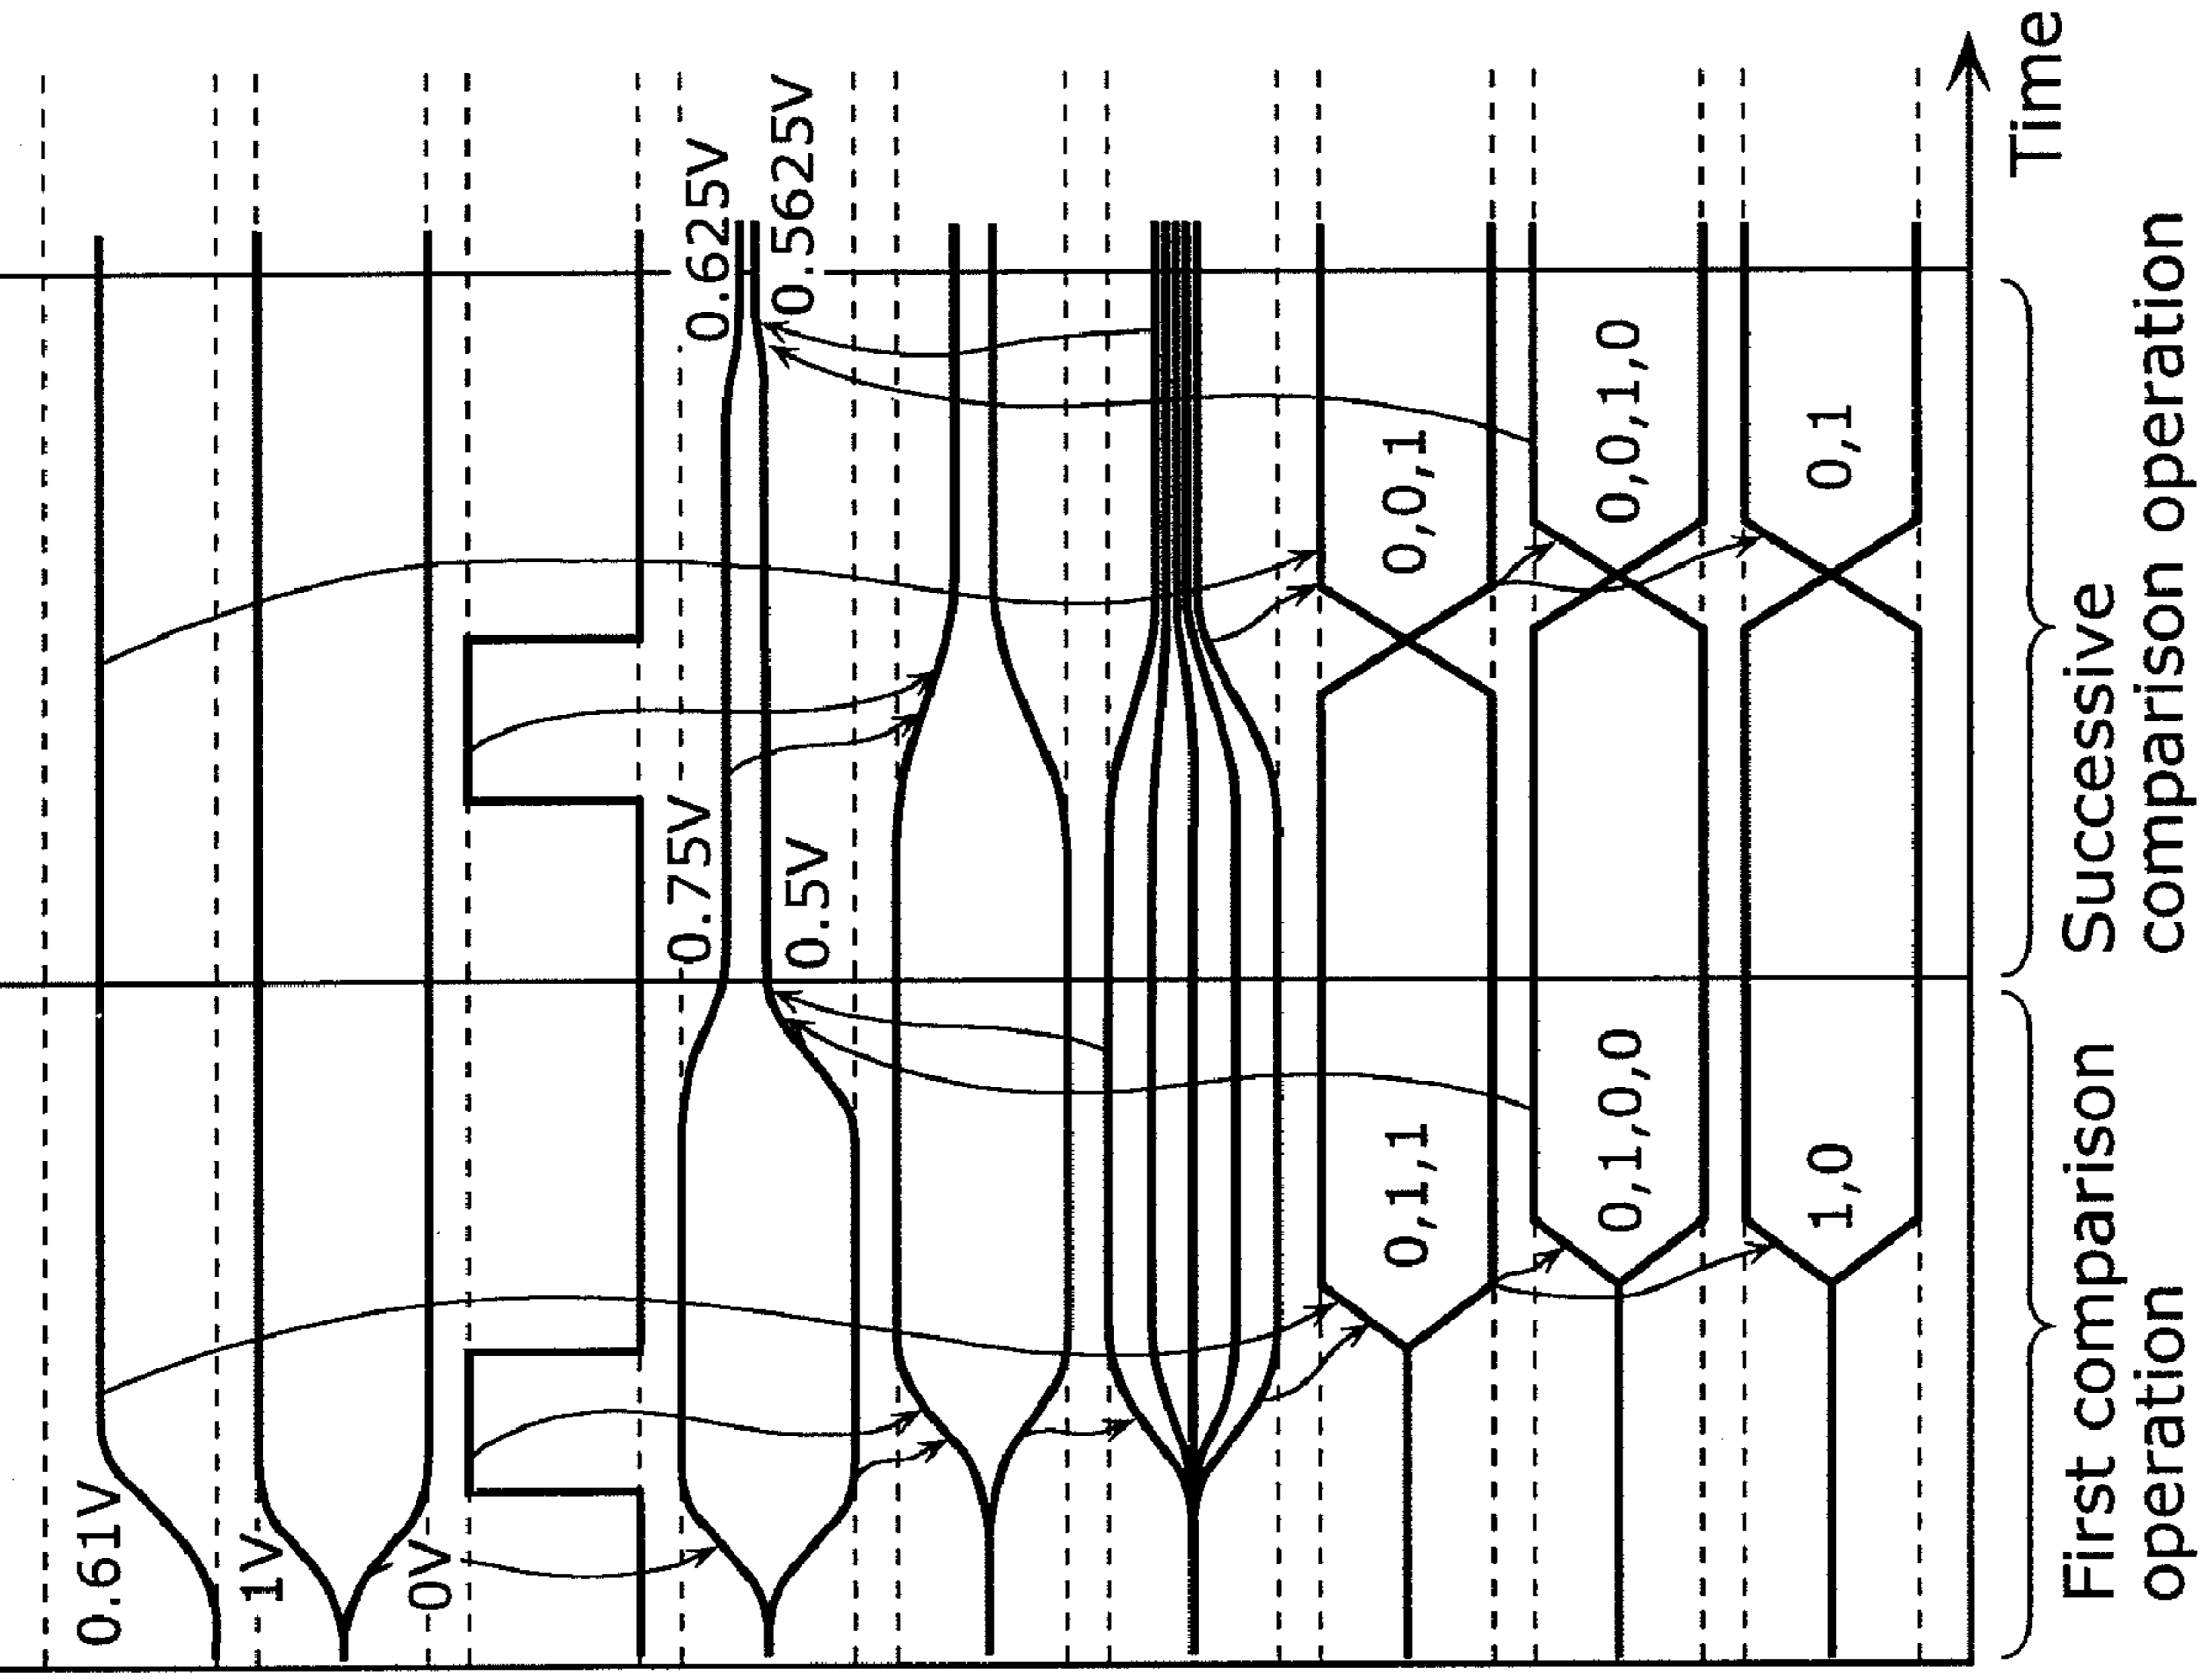 0.61V
1V
0V
0.75V
0.5V
0.625V
0.5625V
0,1,1
0,0,1
0,1,0,0
0,0,1,0
1,0
0,1
Time
First comparison
operation
Successive
comparison operation